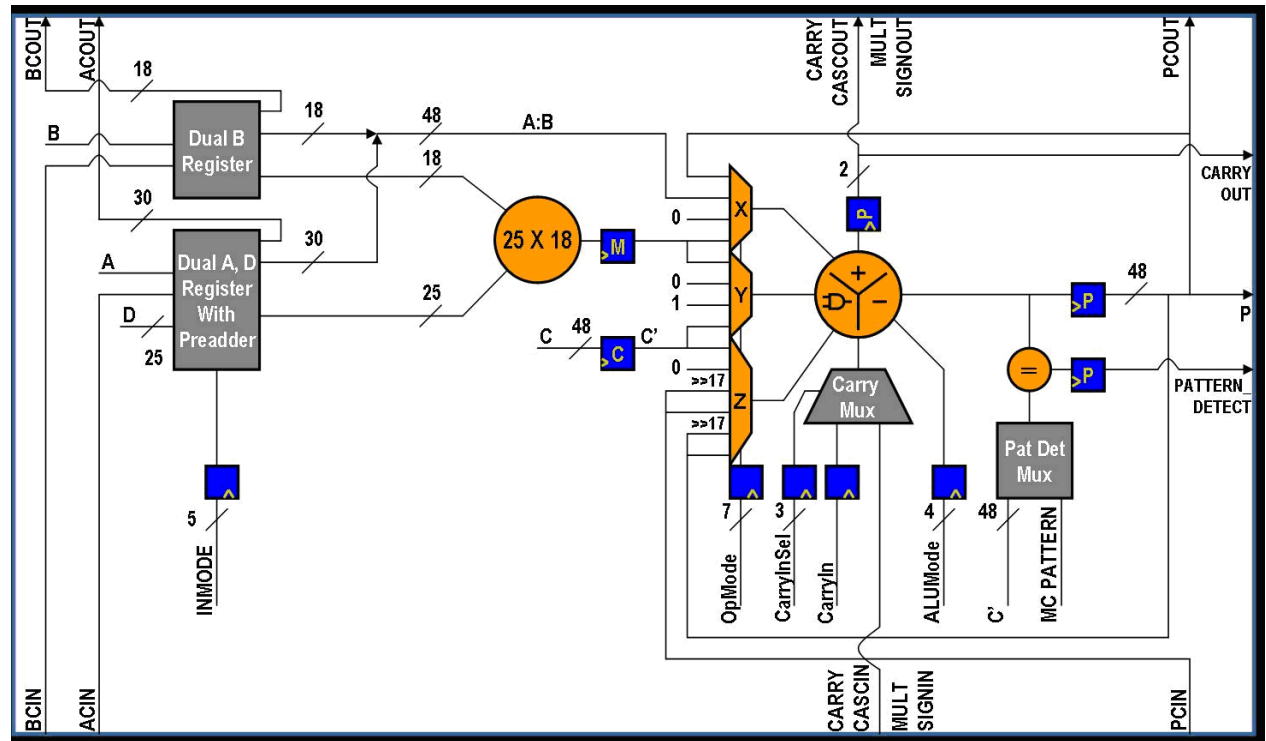 BCOUT
ACOUT
CARRY
CASCOUT
MULT
SIGNOUT
PCOUT
18
B
Dual B
Register
18
48
A:B
18
2
CARRY
OUT
30
X
P
0
A
Dual A, D
Register
With
Preadder
30
25 X 18
M
+
−
D
25
25
0
1
Y
48
P
P
C
48
C
C'
0
>>17
Z
>>17
Carry
Mux
=
P
PATTERN_
DETECT
Pat Det
Mux
5
7
3
4
48
INMODE
OpMode
CarryInSel
CarryIn
ALUMode
C'
MC PATTERN
BCIN
ACIN
CARRY
CASCIN
MULT
SIGNIN
PCIN